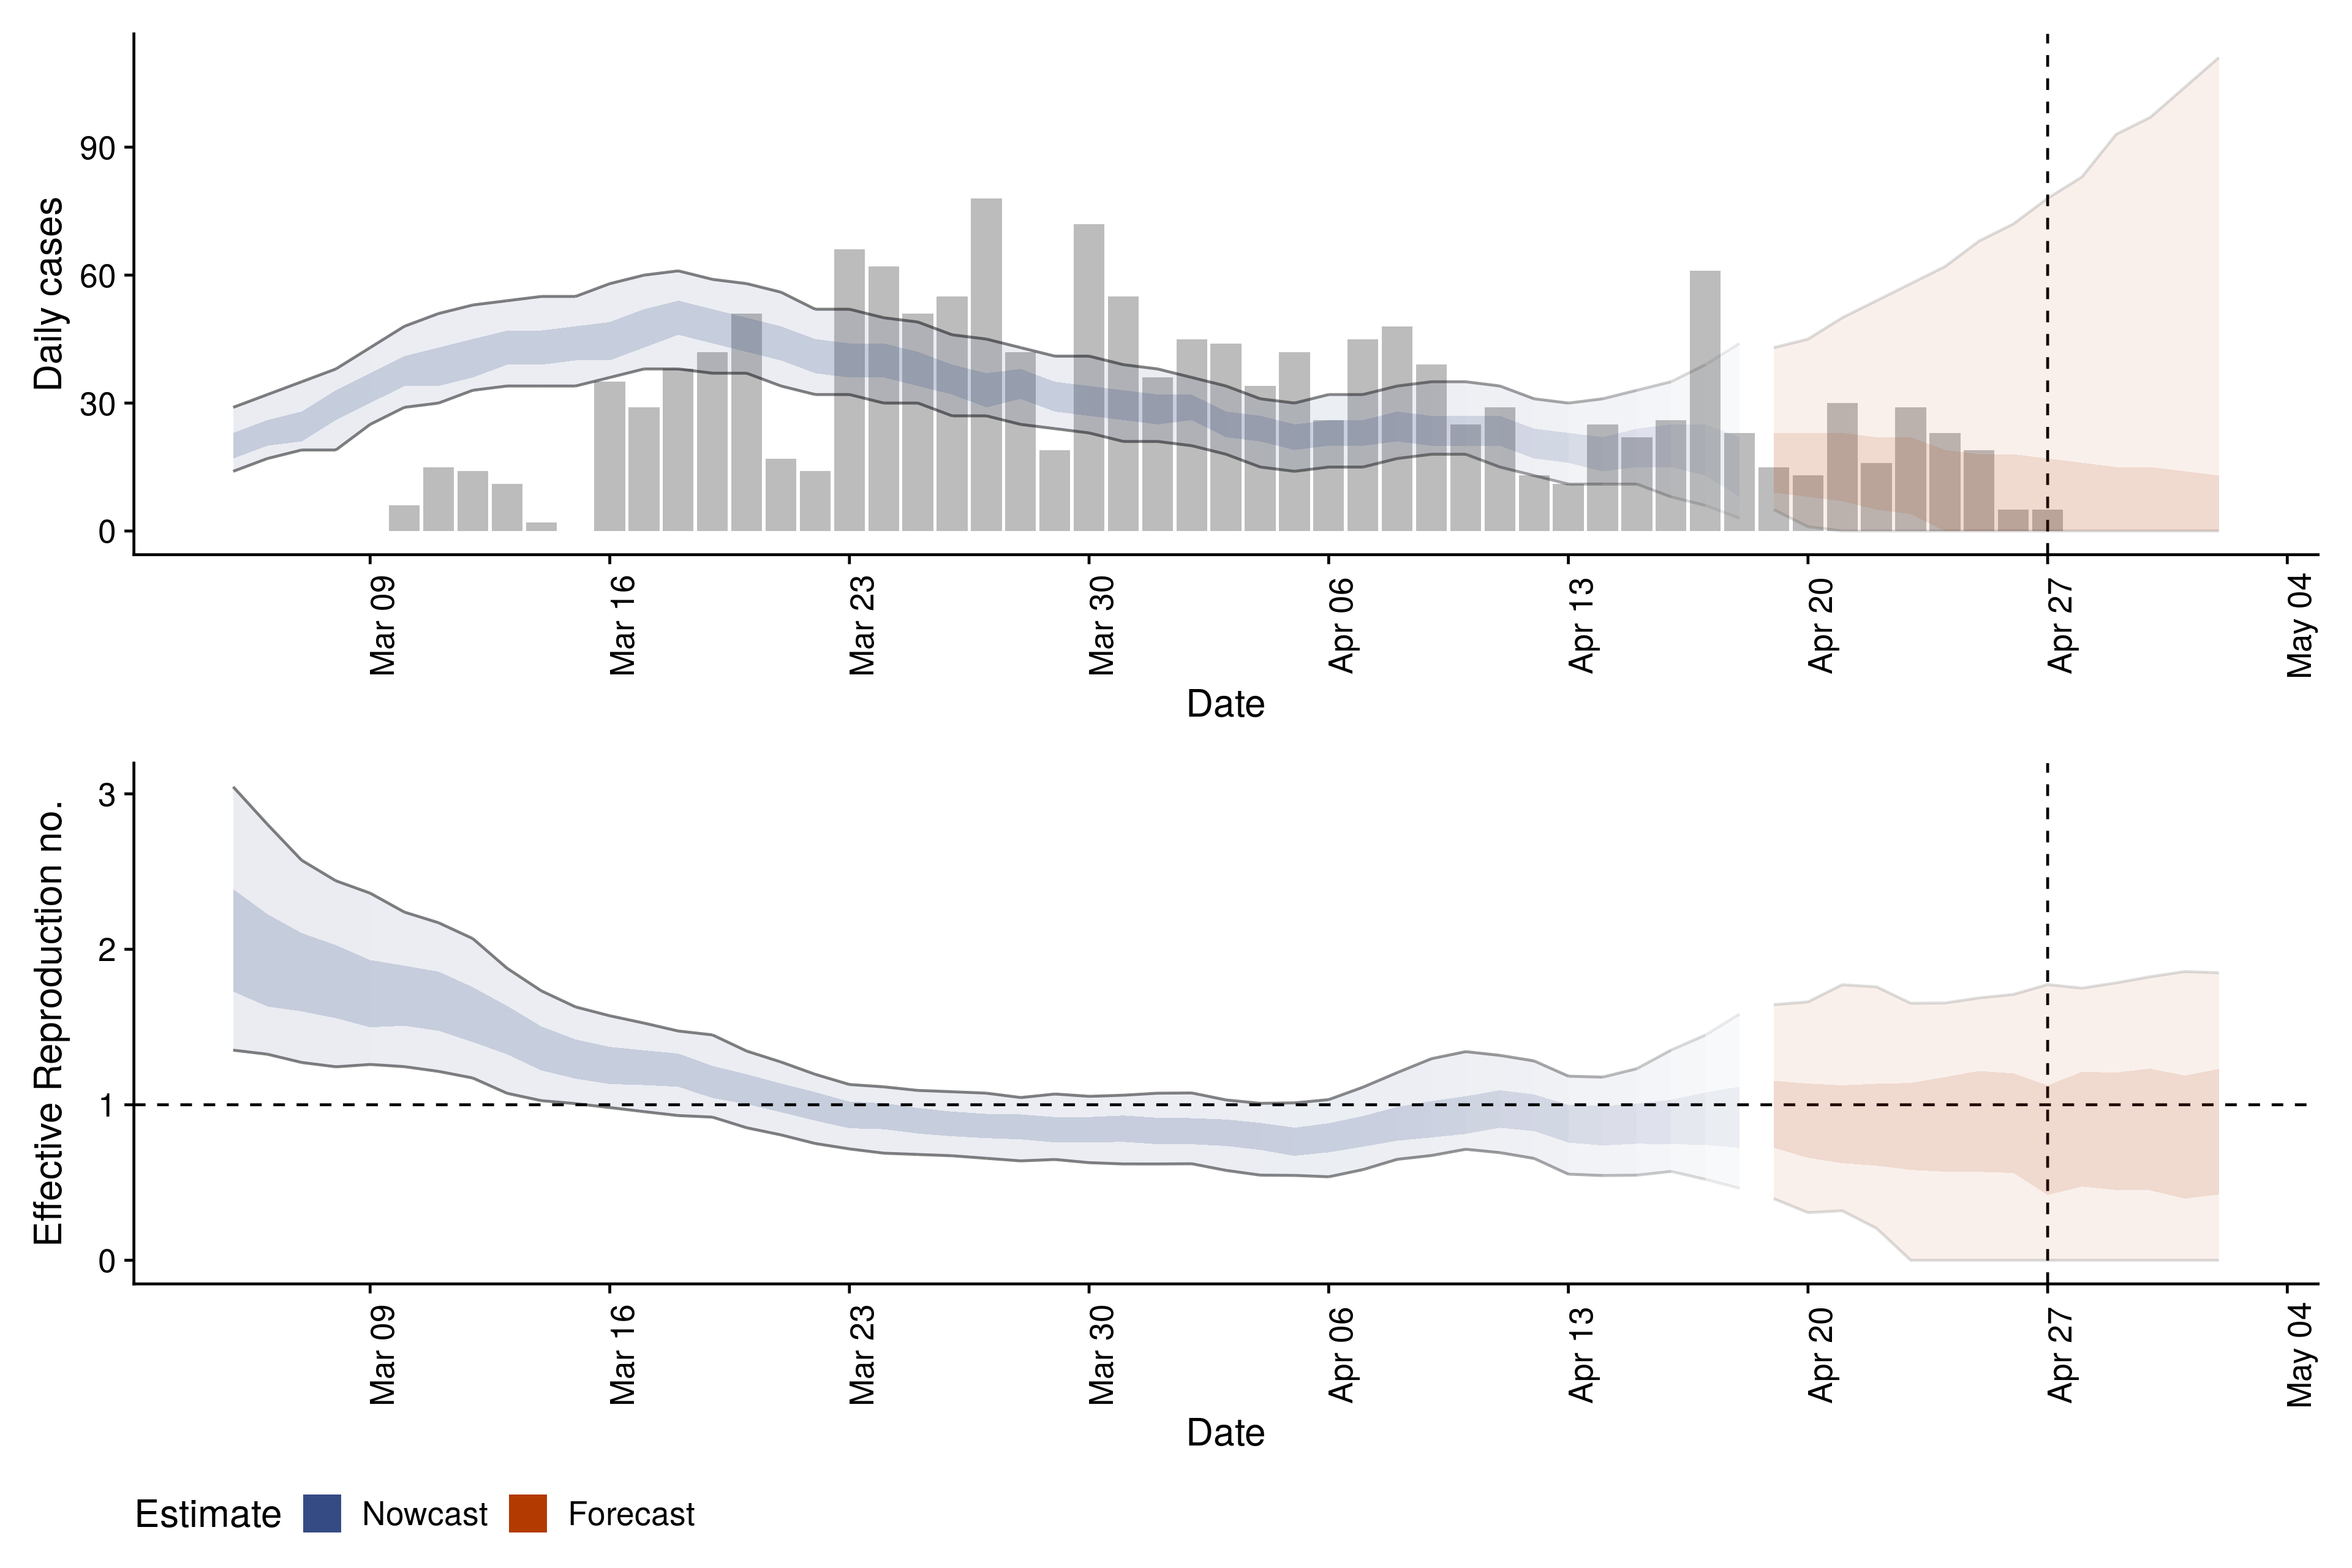 Daily cases
90
60
30
0
Mar 09
Mar 16
Mar 23
Mar 30
Apr 06
Apr 13
Apr 20
Apr 27
May 04
Date
Effective Reproduction no.
3
2
1
0
Mar 09
Mar 16
Mar 23
Mar 30
Apr 06
Apr 13
Apr 20
Apr 27
May 04
Date
Estimate Nowcast Forecast